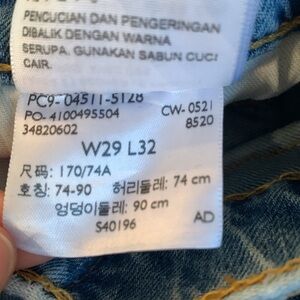 PENCUCIAN DAN PENGERINGAN
DIBALIK DENGAN WARNA
SERUPA. GUNAKAN SABUN CUCI
CAIR.
PC9- 04511-5128
PO- 4100495504
CW- 0521
34820602
8520
W29 L32
尺码: 170/74A
호칭: 74-90 허리둘레: 74 cm
엉덩이둘레: 90 cm
S40196
AD